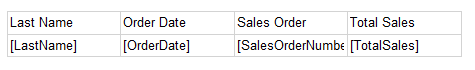 Last Name Order Date Sales Order Total Sales
[LastName] [OrderDate] [SalesOrderNumbe [TotalSales]